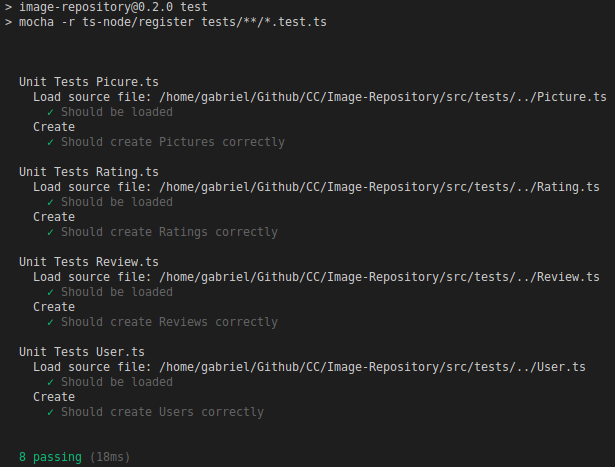 > image-repository@0.2.0 test
> mocha -r ts-node/register tests/**/*.test.ts
Unit Tests Picure.ts
Load source file: /home/gabriel/Github/CC/Image-Repository/src/tests/../Picture.ts
✓ Should be loaded
Create
✓ Should create Pictures correctly
Unit Tests Rating.ts
Load source file: /home/gabriel/Github/CC/Image-Repository/src/tests/../Rating.ts
✓ Should be loaded
Create
✓ Should create Ratings correctly
Unit Tests Review.ts
Load source file: /home/gabriel/Github/CC/Image-Repository/src/tests/../Review.ts
✓ Should be loaded
Create
✓ Should create Reviews correctly
Unit Tests User.ts
Load source file: /home/gabriel/Github/CC/Image-Repository/src/tests/../User.ts
✓ Should be loaded
Create
✓ Should create Users correctly
8 passing (18ms)